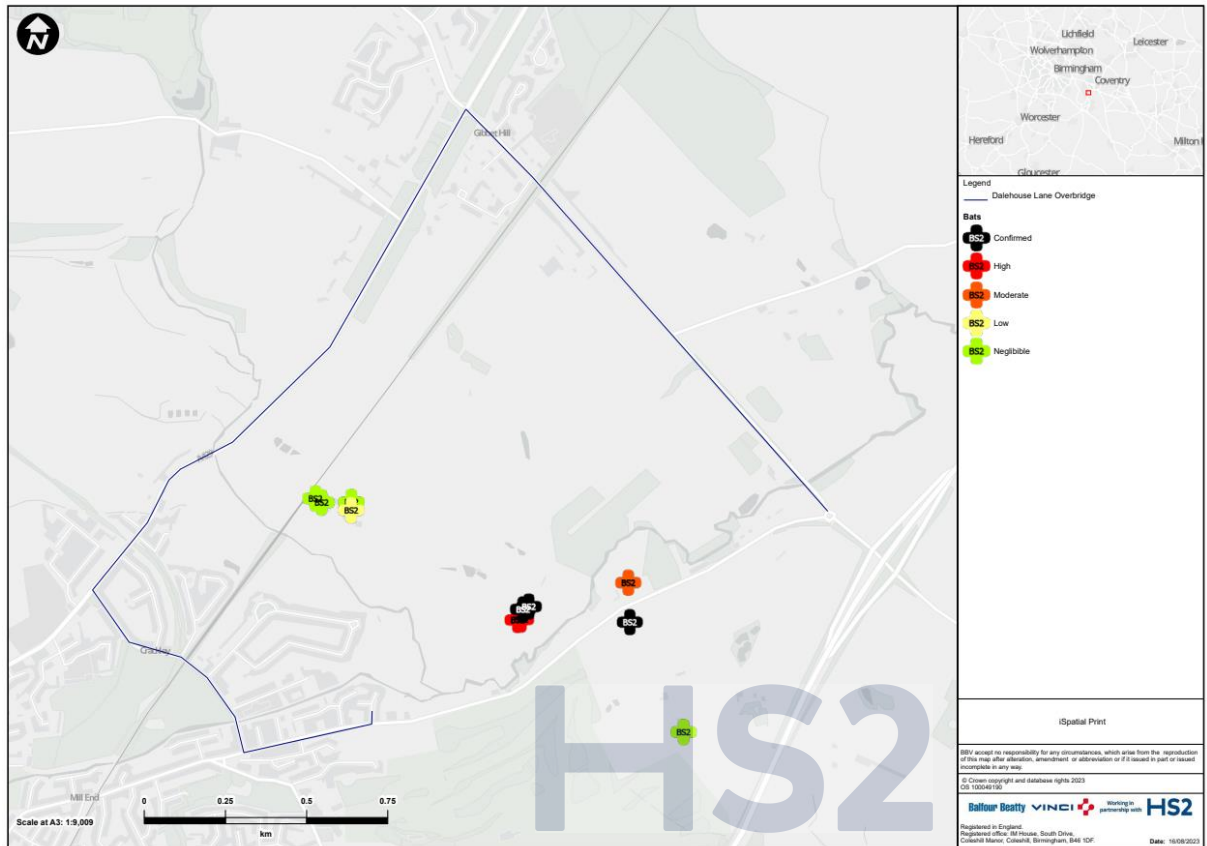 N
Gibbet Hill
A429
BS2
BS2
BS2
BS2
BS2
BS2
BS2
BS2
Crackley
BS2
Mill End
HS2
0 0.25 0.5 0.75
km
Scale at A3: 1:9,009
Lichfield
Leicester
Wolverhampton
Birmingham
Coventry
Worcester
Hereford
Milton
Gloucester
Legend
Dalehouse Lane Overbridge
Bats
BS2 Confirmed
BS2 High
BS2 Moderate
BS2 Low
BS2 Neglibible
iSpatial Print
BBV accept no responsibility for any circumstances, which arise from the reproduction
of this map after alteration, amendment or abbreviation or if it issued in part or issued
incomplete in any way.
© Crown copyright and database rights 2023
OS 100049190
Balfour Beatty VINCI Working in partnership with HS2
Registered in England.
Registered office: IM House, South Drive,
Coleshill Manor, Coleshill, Birmingham, B46 1DF.
Date: 16/08/2023